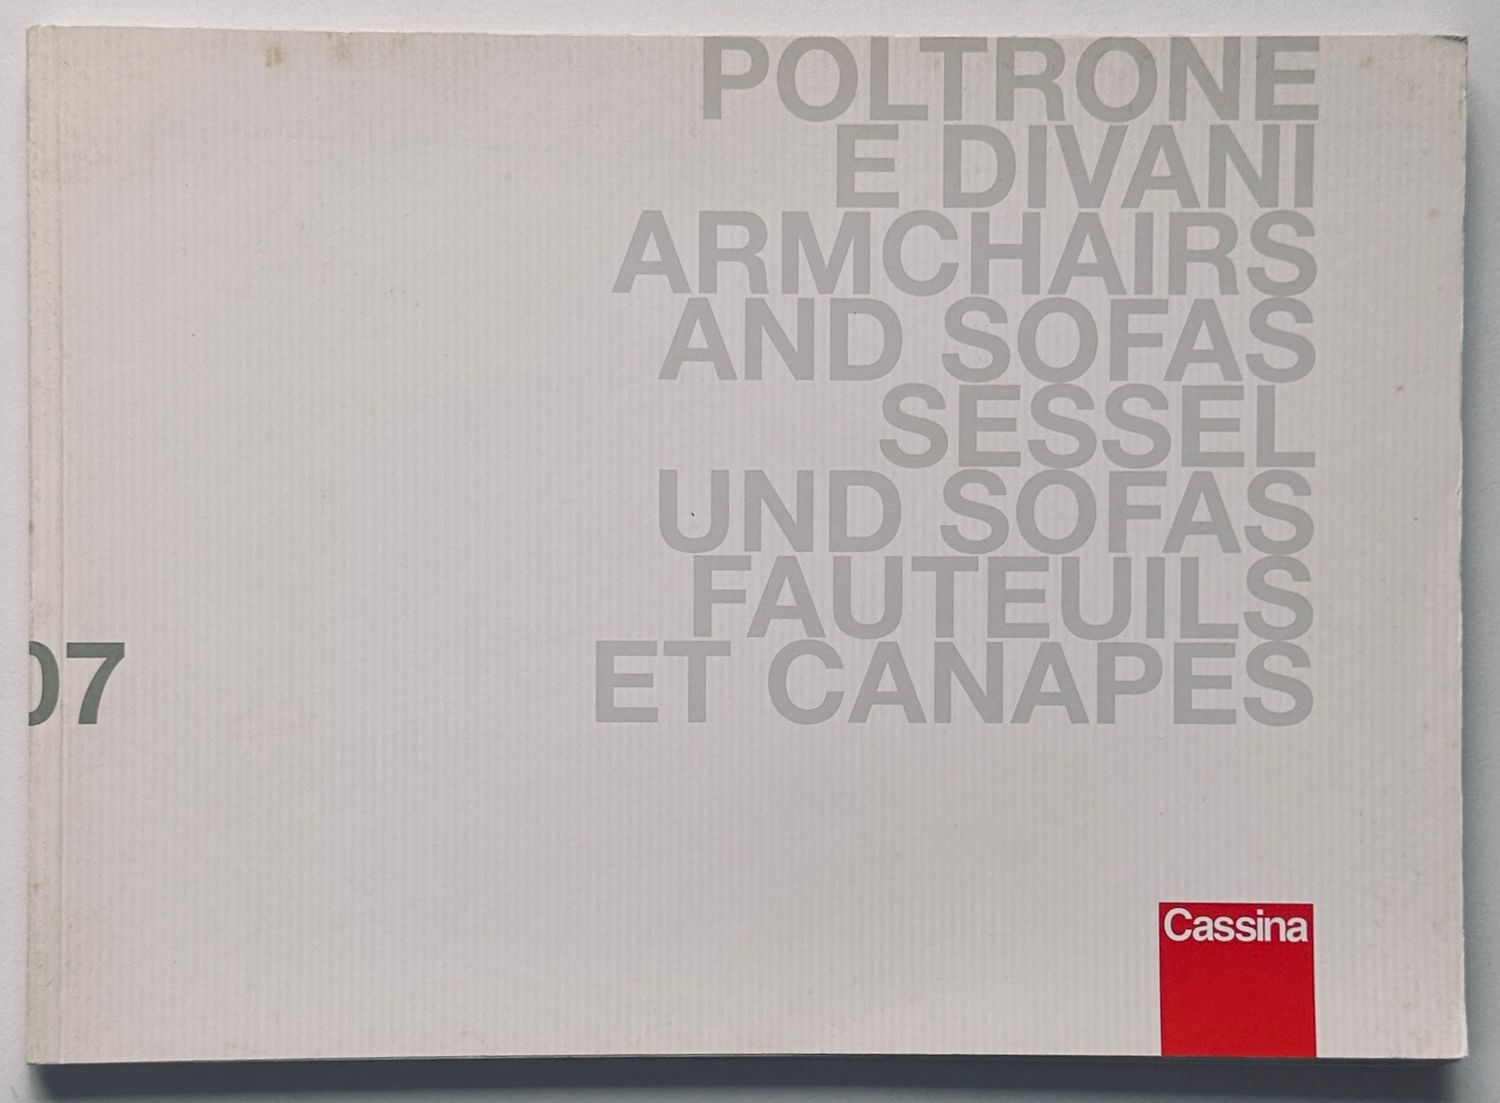 POLTRONE
E DIVANI
ARMCHAIRS
AND SOFAS
SESSEL
UND SOFAS
FAUTEUILS
ET CANAPES
07
Cassina